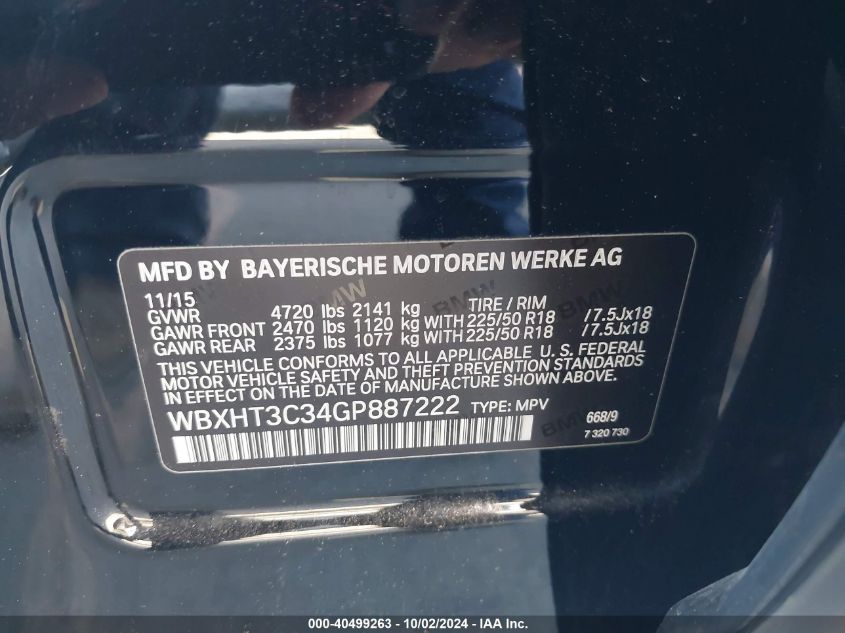 MFD BY BAYERISCHE MOTOREN WERKE AG
11/15
GVWR 4720 lbs 2141 kg TIRE / RIM
GAWR FRONT 2470 lbs 1120 kg WITH 225/50 R18 /7.5Jx18
GAWR REAR 2375 lbs 1077 kg WITH 225/50 R18 /7.5Jx18
THIS VEHICLE CONFORMS TO ALL APPLICABLE U. S. FEDERAL
MOTOR VEHICLE SAFETY AND THEFT PREVENTION STANDARDS
IN EFFECT ON THE DATE OF MANUFACTURE SHOWN ABOVE.
WBXHT3C34GP887222 TYPE: MPV
668/9
7 320 730
BMW
BMW
BMW
BMW
000-40499263 - 10/02/2024 - IAA Inc.